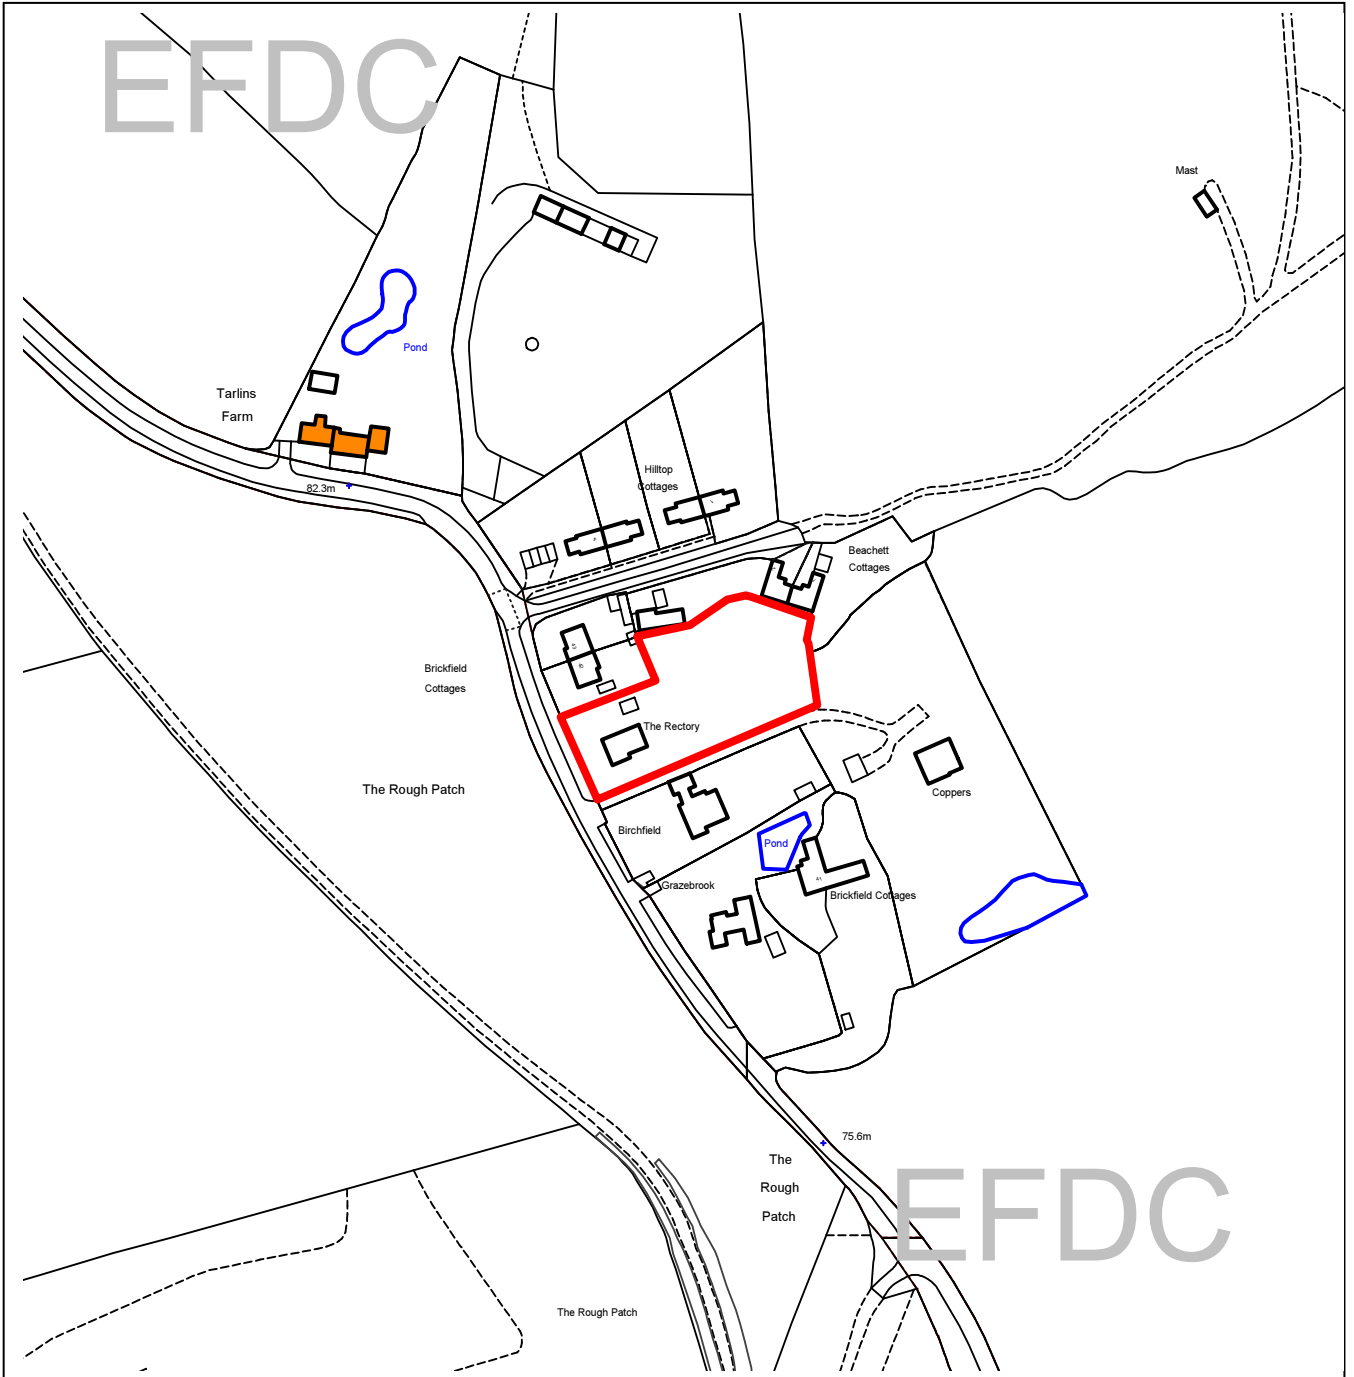 EFDC
Mast
Pond
Tarlins
Farm
82.3m
Hilltop
Cottages
Beachett
Cottages
Brickfield
Cottages
The Rectory
The Rough Patch
Coppers
Birchfield
Pond
Grazebrook
41
Brickfield Cottages
75.6m
The
Rough
Patch
EFDC
The Rough Patch